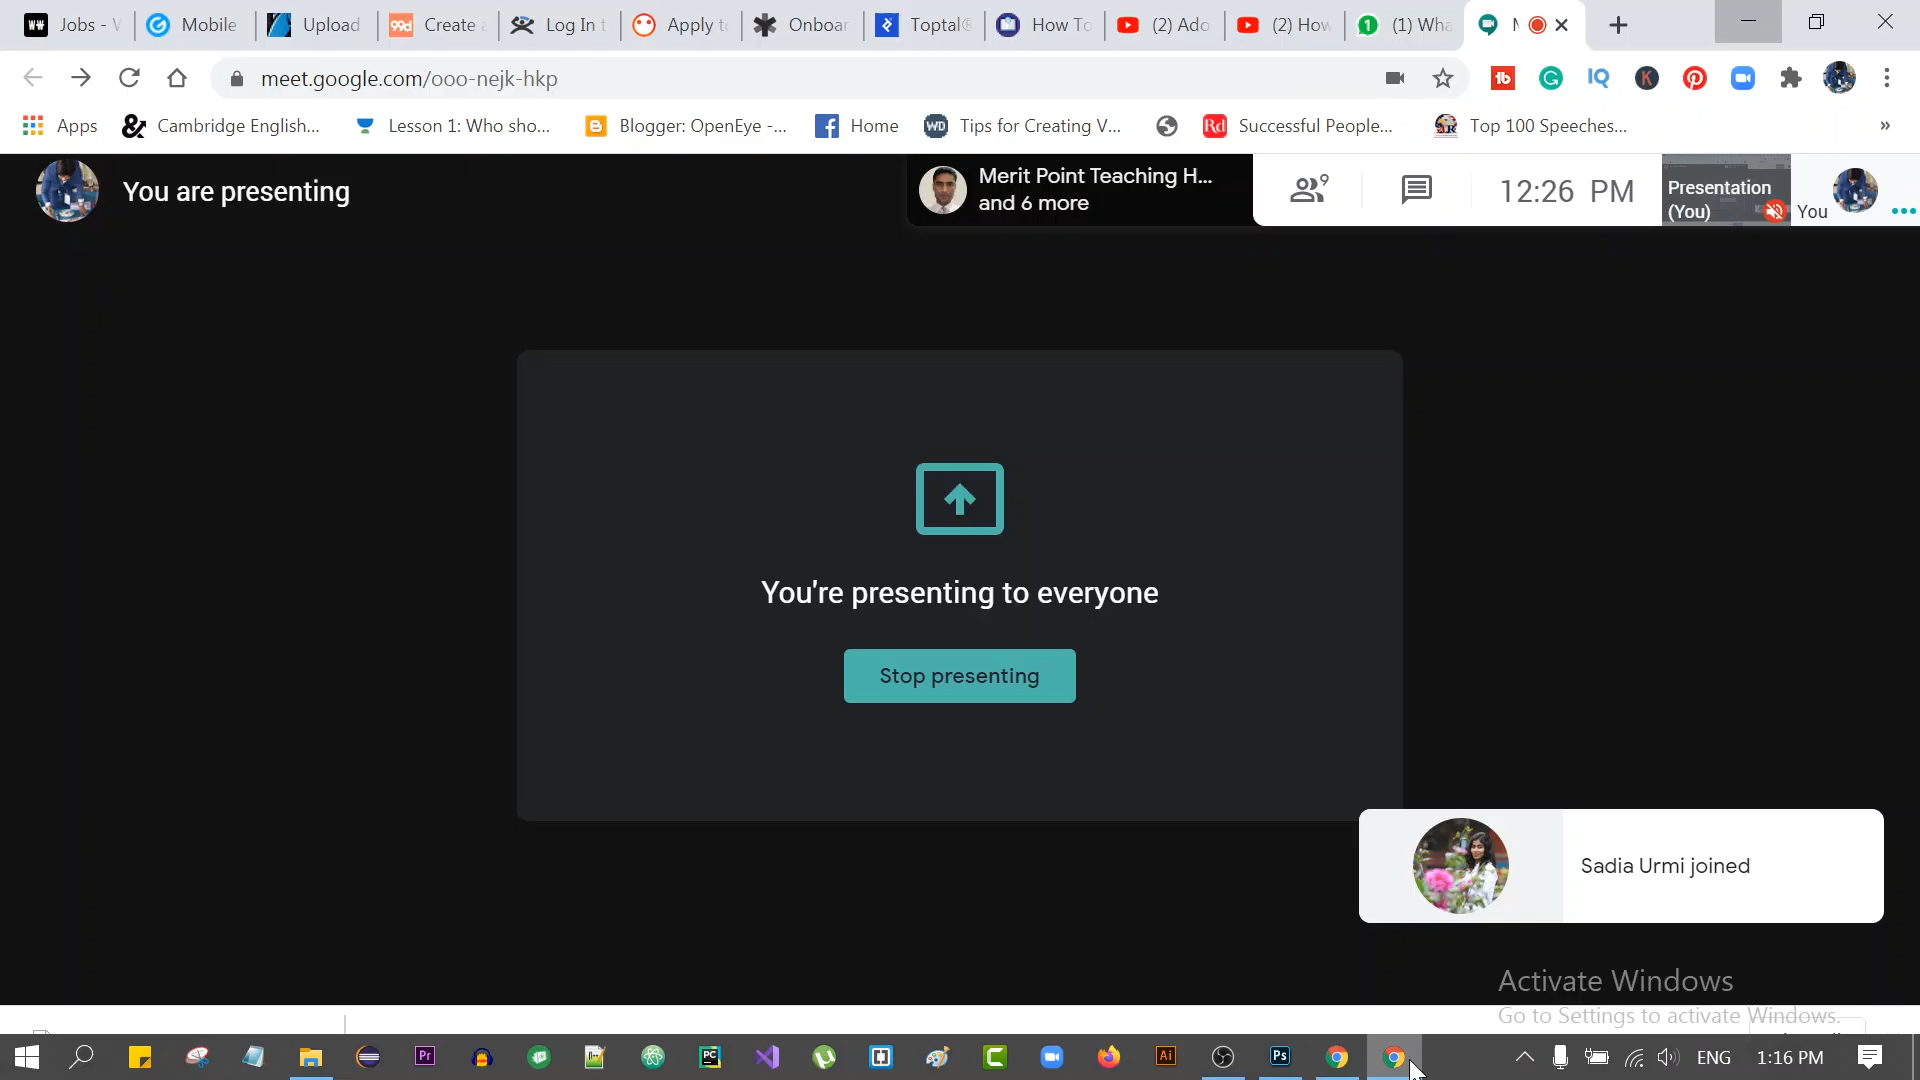 Jobs - W
Mobile
Upload
Create a
Log In t
Apply to
Onboar
Toptal®
How To
(2) Ado
(2) How
(1) Wha
meet.google.com/ooo-nejk-hkp
Apps
Cambridge English...
Lesson 1: Who sho...
Blogger: OpenEye -...
Home
Tips for Creating V...
Successful People...
Top 100 Speeches...
»
You are presenting
Merit Point Teaching H...
and 6 more
9
12:26 PM
Presentation
(You)
You
You're presenting to everyone
Stop presenting
Sadia Urmi joined
Activate Windows
Go to Settings to activate Windows.
ENG
1:16 PM